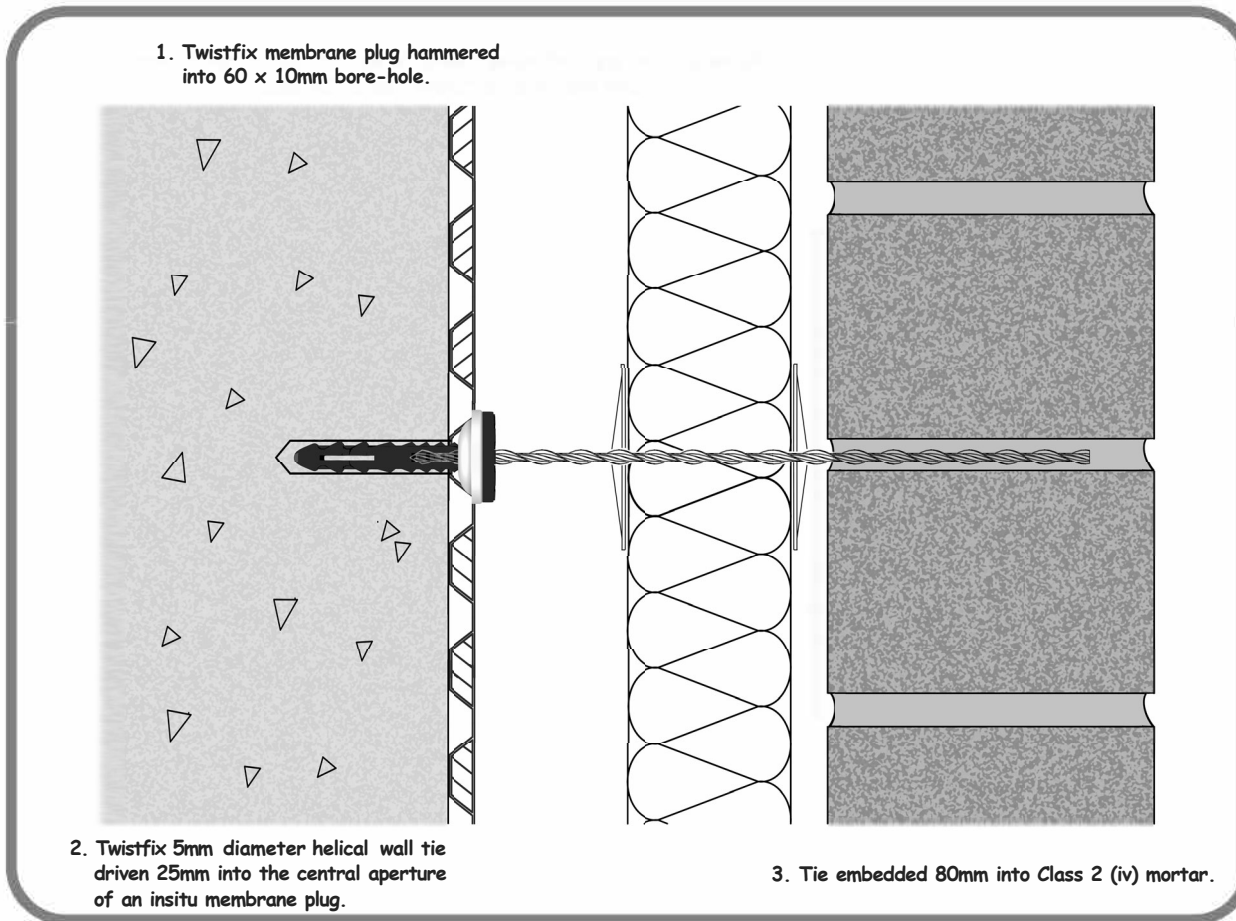 1. Twistfix membrane plug hammered
into 60 x 10mm bore-hole.
2. Twistfix 5mm diameter helical wall tie
driven 25mm into the central aperture
of an insitu membrane plug.
3. Tie embedded 80mm into Class 2 (iv) mortar.